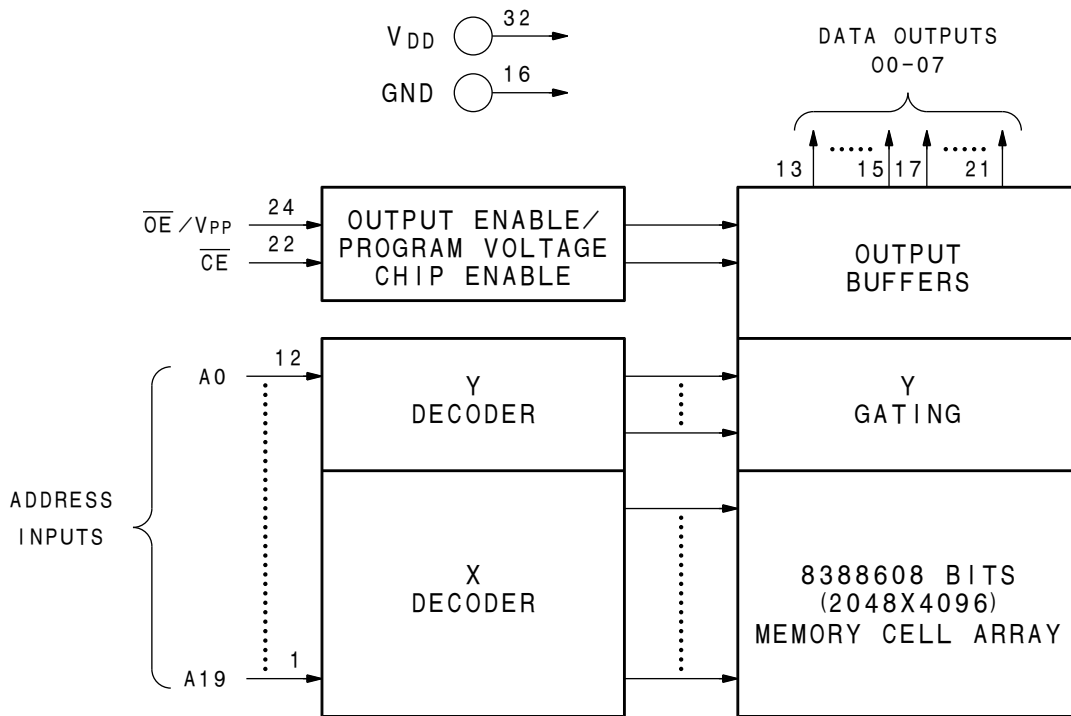 VDD 32
GND 16
DATA OUTPUTS
O0-O7
13 15 17 21
OE/VPP 24
CE 22
OUTPUT ENABLE/
PROGRAM VOLTAGE
CHIP ENABLE
OUTPUT
BUFFERS
A0 12
Y
DECODER
Y
GATING
ADDRESS
INPUTS
X
DECODER
8388608 BITS
(2048X4096)
MEMORY CELL ARRAY
A19 1